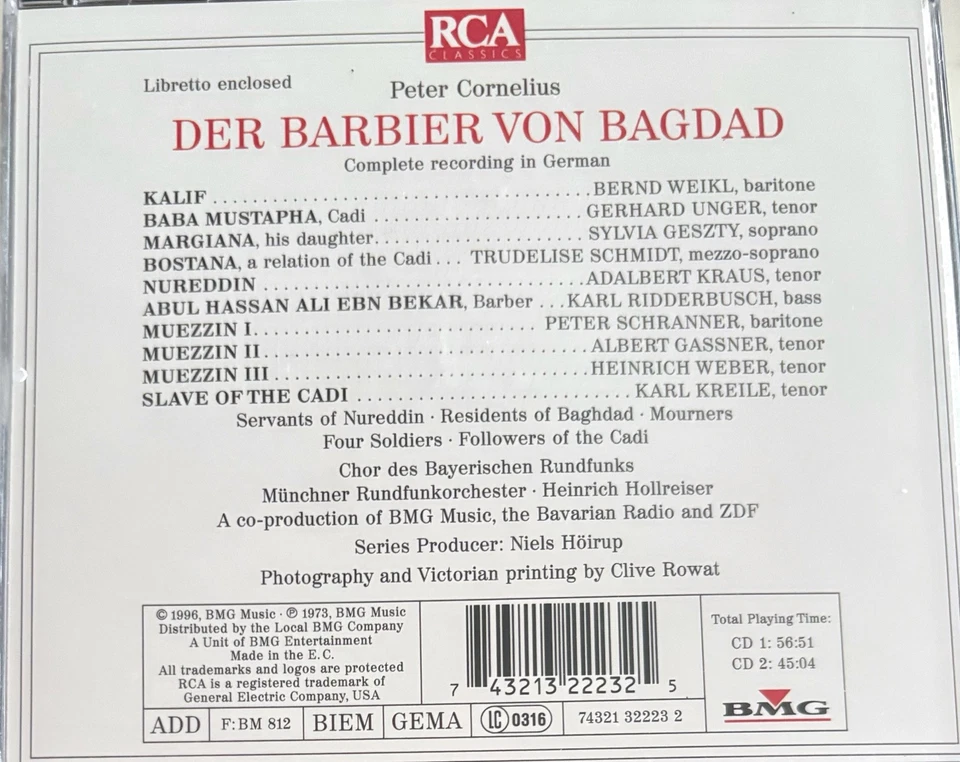 RCA
CLASSICS
Libretto enclosed
Peter Cornelius
DER BARBIER VON BAGDAD
Complete recording in German
KALIF ................................... BERND WEIKL, baritone
BABA MUSTAPHA, Cadi .................... GERHARD UNGER, tenor
MARGIANA, his daughter.................... SYLVIA GESZTY, soprano
BOSTANA, a relation of the Cadi ... TRUDELISE SCHMIDT, mezzo-soprano
NUREDDIN ............................... ADALBERT KRAUS, tenor
ABUL HASSAN ALI EBN BEKAR, Barber ... KARL RIDDERBUSCH, bass
MUEZZIN I........................... PETER SCHRANNER, baritone
MUEZZIN II............................... ALBERT GASSNER, tenor
MUEZZIN III .............................. HEINRICH WEBER, tenor
SLAVE OF THE CADI .......................... KARL KREILE, tenor
Servants of Nureddin · Residents of Baghdad · Mourners
Four Soldiers · Followers of the Cadi
Chor des Bayerischen Rundfunks
Münchner Rundfunkorchester · Heinrich Hollreiser
A co-production of BMG Music, the Bavarian Radio and ZDF
Series Producer: Niels Höirup
Photography and Victorian printing by Clive Rowat
© 1996, BMG Music · ℗ 1973, BMG Music
Distributed by the Local BMG Company
A Unit of BMG Entertainment
Made in the E.C.
All trademarks and logos are protected
RCA is a registered trademark of
General Electric Company, USA
7 43213 22232 5
Total Playing Time:
CD 1: 56:51
CD 2: 45:04
BMG
ADD F: BM 812 BIEM GEMA LC 0316 74321 32223 2